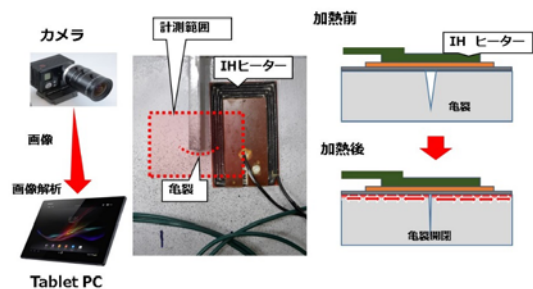 カメラ
画像
画像解析
Tablet PC
計測範囲
IHヒーター
亀裂
加熱前
IH ヒーター
亀裂
加熱後
亀裂開閉